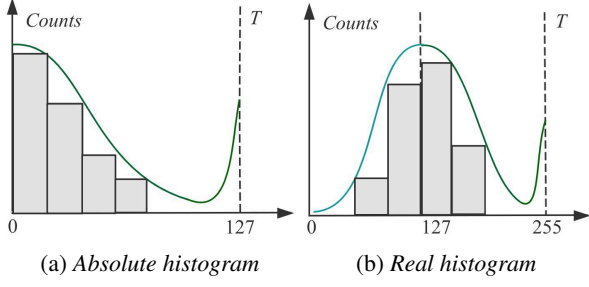 Counts
T
0
127
(a) Absolute histogram
Counts
T
0
127
255
(b) Real histogram